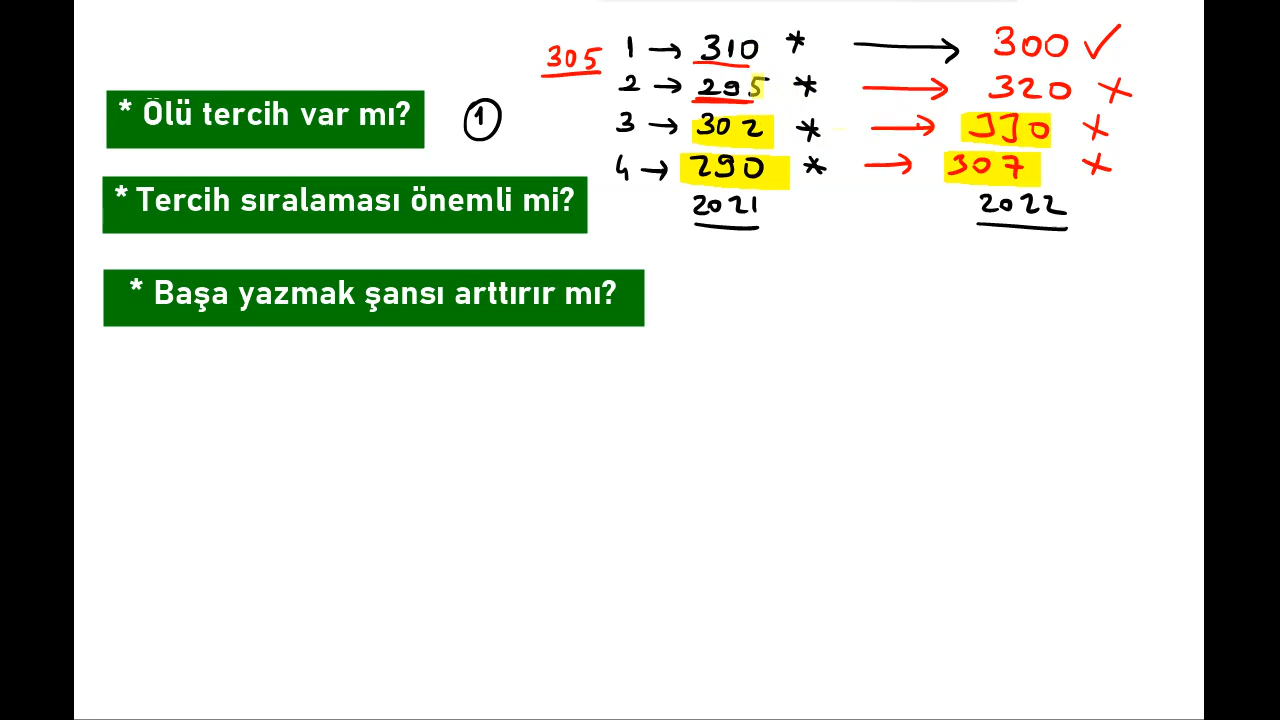 305 1 → 310 * → 300 ✓
2 → 295 * → 320 ×
* Ölü tercih var mı? 1 3 → 302 * → 330 ×
4 → 290 * → 307 ×
* Tercih sıralaması önemli mi? 2021 2022
* Başa yazmak şansı arttırır mı?